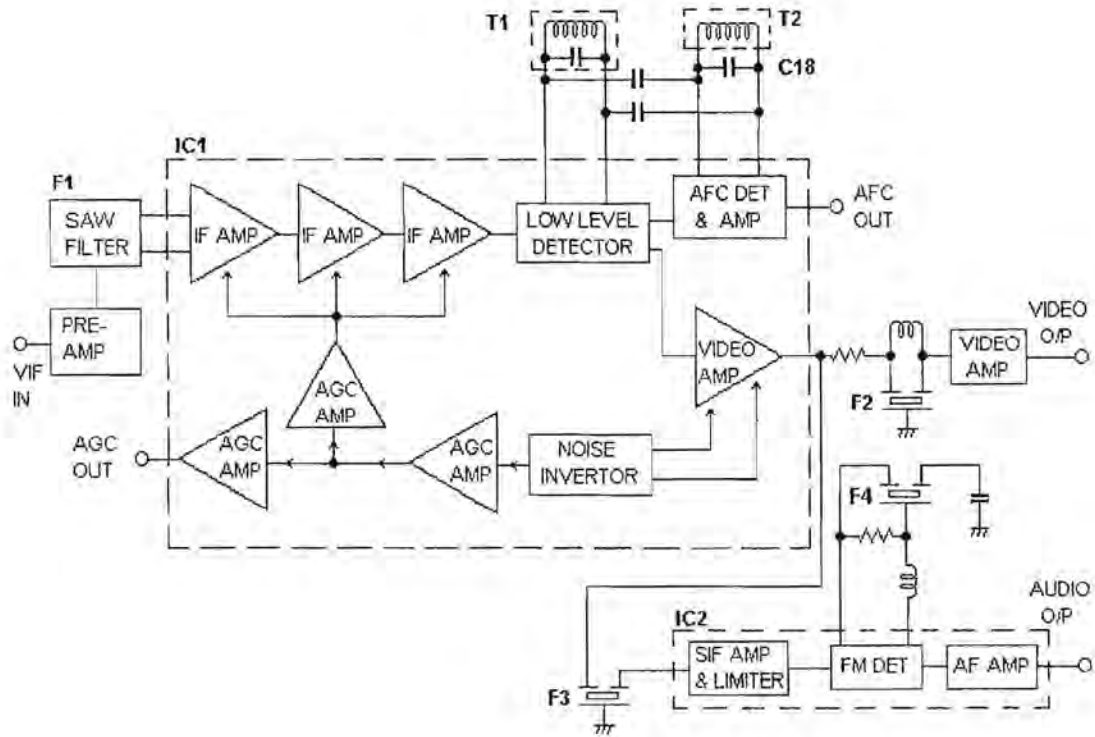 T1
T2
C18
IC1
F1
SAW
FILTER
IF AMP
IF AMP
IF AMP
LOW LEVEL
DETECTOR
AFC DET
& AMP
AFC
OUT
PRE-
AMP
VIF
IN
AGC
AMP
VIDEO
AMP
VIDEO
O/P
VIDEO
AMP
F2
AGC
OUT
AGC
AMP
AGC
AMP
NOISE
INVERTOR
F4
AUDIO
O/P
IC2
SIF AMP
& LIMITER
FM DET
AF AMP
F3